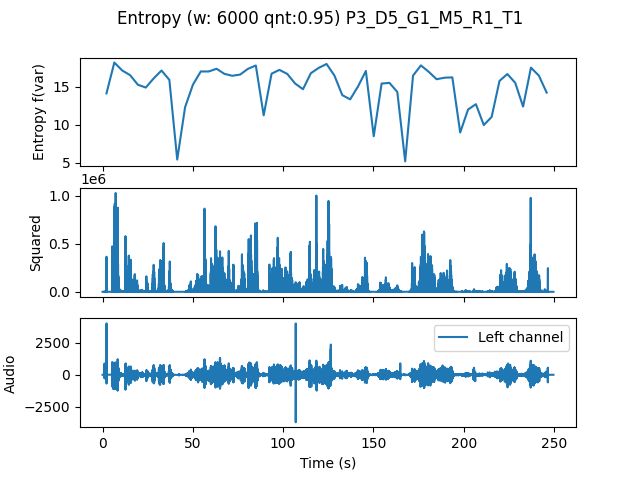 Entropy (w: 6000 qnt:0.95) P3_D5_G1_M5_R1_T1
Entropy f(var)
15
10
5
1e6
Squared
1.0
0.5
0.0
Audio
2500
0
−2500
Left channel
0 50 100 150 200 250
Time (s)